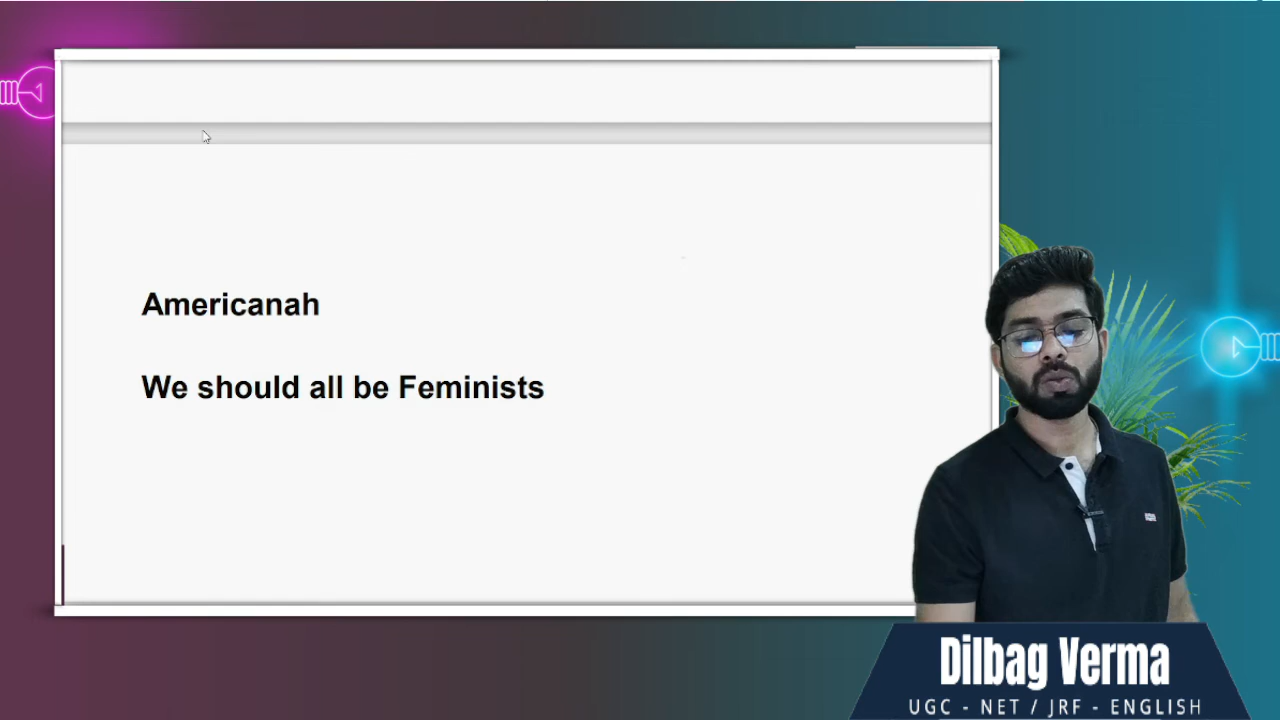 Americanah
We should all be Feminists
Dilbag Verma
UGC - NET / JRF - ENGLISH